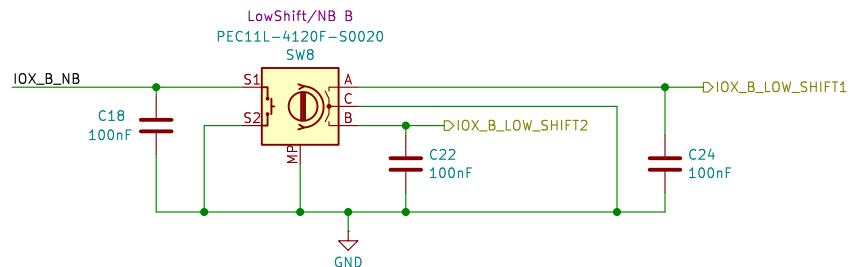 LowShift/NB B
PEC11L-4120F-S0020
SW8
IOX_B_NB
S1
A
IOX_B_LOW_SHIFT1
C
C18
100nF
S2
B
IOX_B_LOW_SHIFT2
MP
C22
100nF
C24
100nF
GND